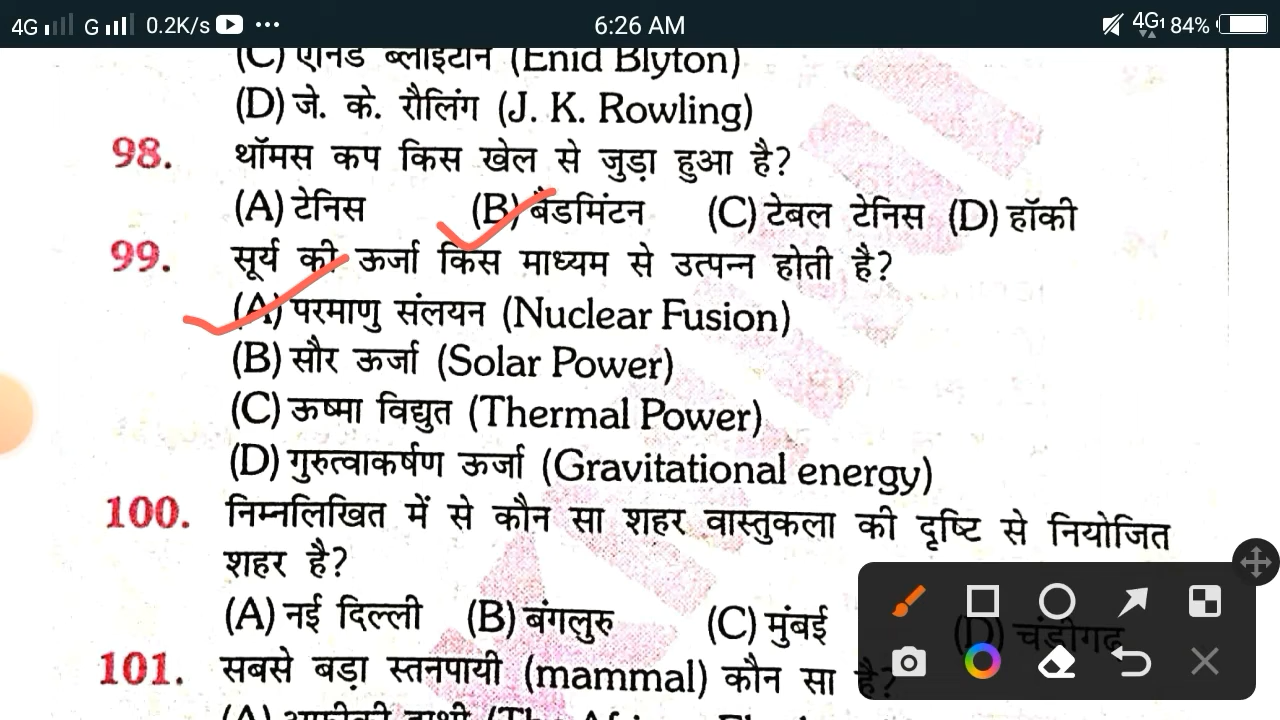 4G G 0.2K/s 6:26 AM 4G 84%
(C) एनिड ब्लाइटन (Enid Blyton)
(D) जे. के. रौलिंग (J. K. Rowling)
98. थॉमस कप किस खेल से जुड़ा हुआ है?
(A) टेनिस (B) बैडमिंटन (C) टेबल टेनिस (D) हॉकी
99. सूर्य की ऊर्जा किस माध्यम से उत्पन्न होती है?
(A) परमाणु संलयन (Nuclear Fusion)
(B) सौर ऊर्जा (Solar Power)
(C) ऊष्मा विद्युत (Thermal Power)
(D) गुरुत्वाकर्षण ऊर्जा (Gravitational energy)
100. निम्नलिखित में से कौन सा शहर वास्तुकला की दृष्टि से नियोजित
शहर है?
(A) नई दिल्ली (B) बंगलुरु (C) मुंबई (D) चंडीगढ़
101. सबसे बड़ा स्तनपायी (mammal) कौन सा है?
(A) अफ्रीकी हाथी (The